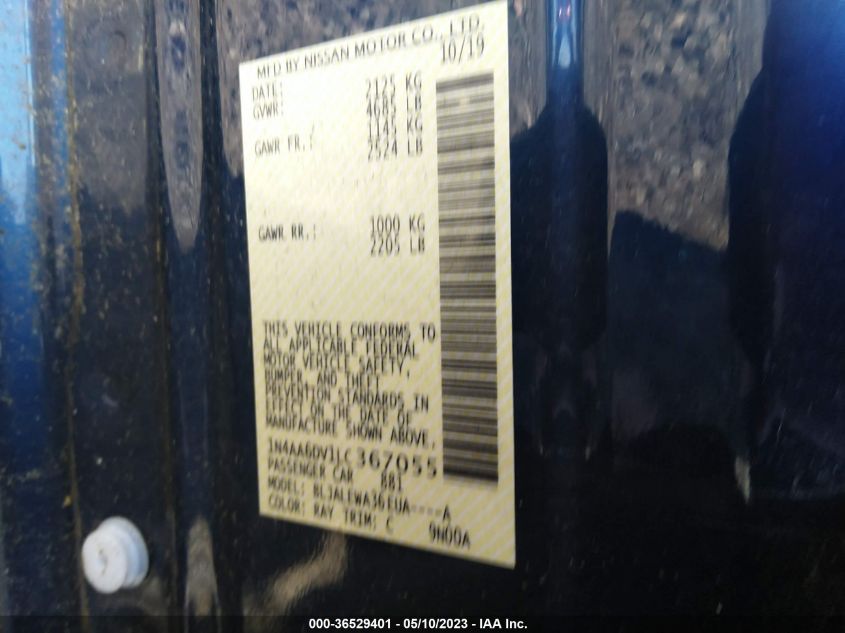 MFD BY NISSAN MOTOR CO., LTD.
DATE: 10/19
GVWR: 2125 KG
4685 LB
GAWR FR.: 1145 KG
2524 LB
GAWR RR.: 1000 KG
2205 LB
THIS VEHICLE CONFORMS TO
ALL APPLICABLE FEDERAL
MOTOR VEHICLE SAFETY,
BUMPER, AND THEFT
PREVENTION STANDARDS IN
EFFECT ON THE DATE OF
MANUFACTURE SHOWN ABOVE.
1N4AA6DV1LC367055
PASSENGER CAR 881
MODEL: BL3ALEWA36EUA----A
COLOR: RAY TRIM: C 9N00A
000-36529401 - 05/10/2023 - IAA Inc.